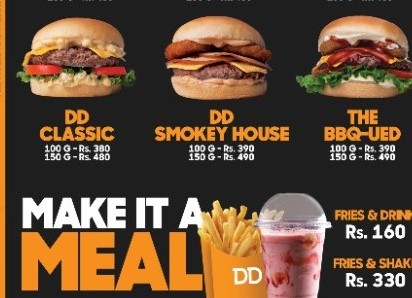 DD
CLASSIC
100 G - Rs. 380
150 G - Rs. 480
DD
SMOKEY HOUSE
100 G - Rs. 390
150 G - Rs. 490
THE
BBQ-UED
100 G - Rs. 390
150 G - Rs. 490
MAKE IT A
MEAL
DD
FRIES & DRIN
Rs. 160
FRIES & SHAK
Rs. 330